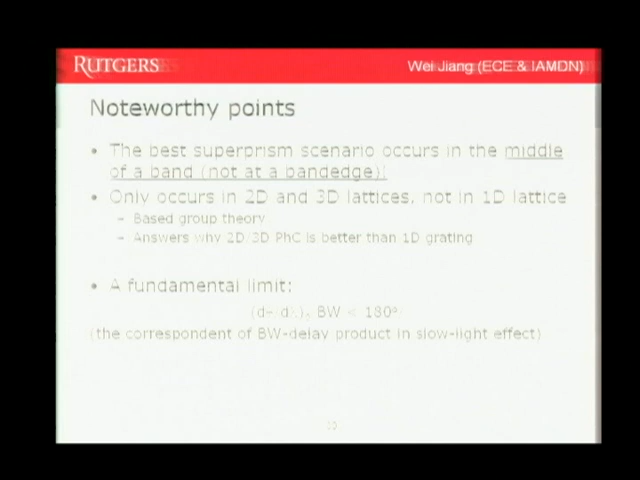 RUTGERS
Wei Jiang (ECE & IAMDN)
Noteworthy points
• The best superprism scenario occurs in the middle
of a band (not at a bandedge)!
• Only occurs in 2D and 3D lattices, not in 1D lattice
– Based group theory
– Answers why 2D/3D PhC is better than 1D grating
• A fundamental limit:
BW < 180°
(the correspondent of BW-delay product in slow-light effect)